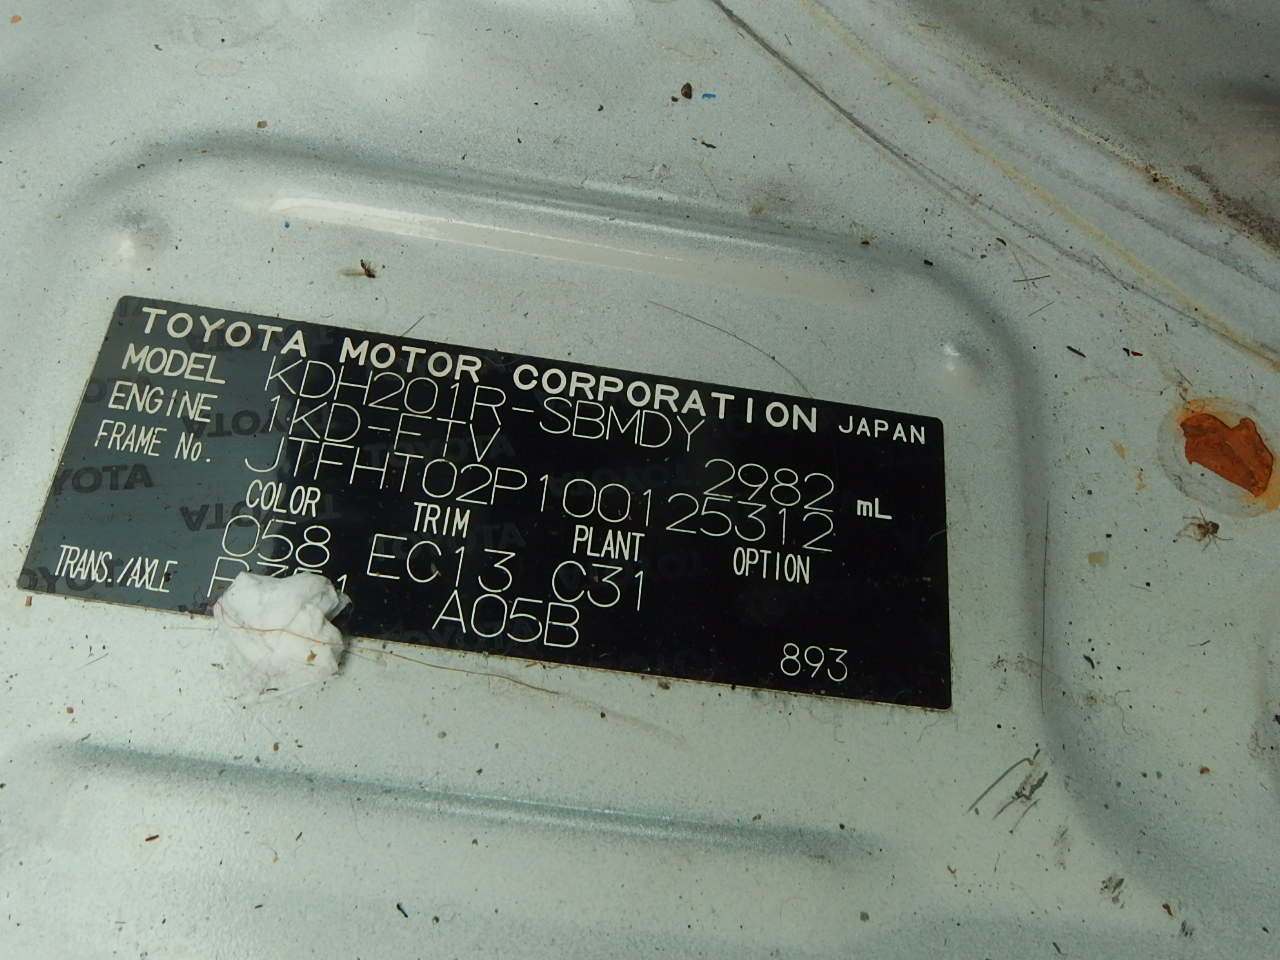 TOYOTA MOTOR CORPORATION JAPAN
MODEL KDH201R-SBMDY
ENGINE 1KD-FTV 2982 mL
FRAME No. JTFHT02P100125312
COLOR TRIM PLANT OPTION
058 EC13 C31
TRANS./AXLE A05B
893